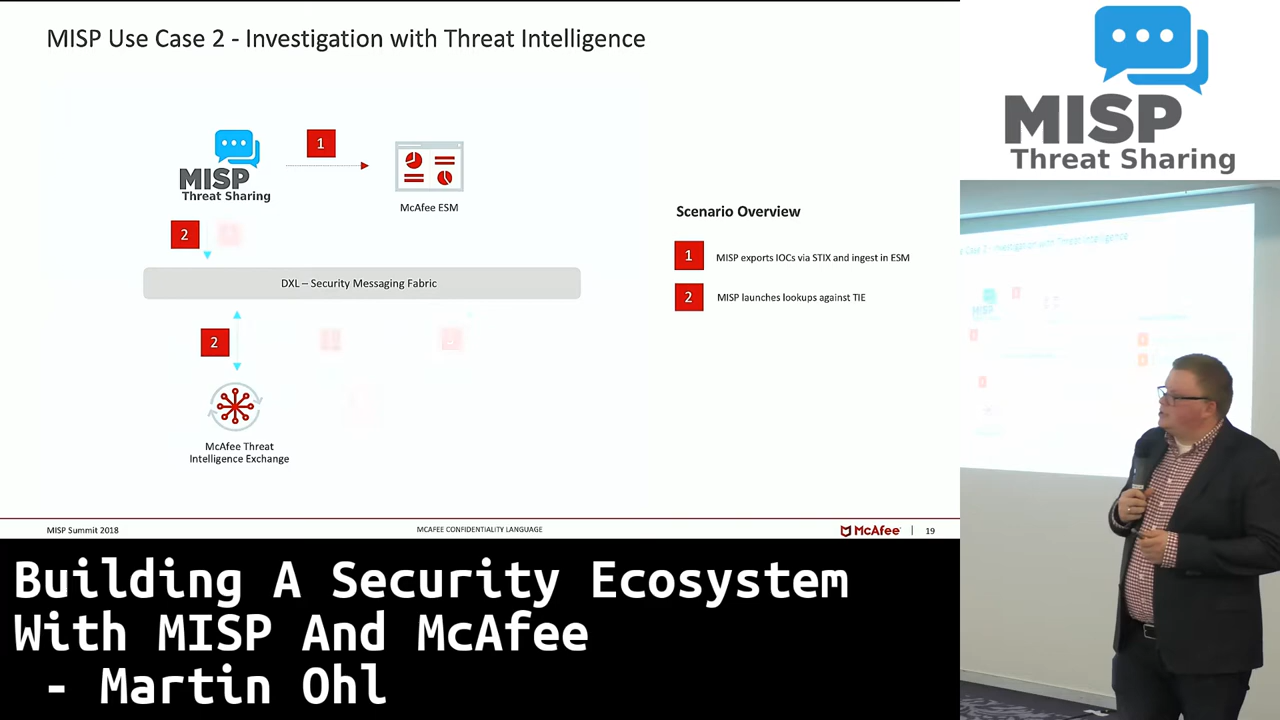 MISP Use Case 2 - Investigation with Threat Intelligence
MISP
Threat Sharing
1
McAfee ESM
2
DXL – Security Messaging Fabric
2
McAfee Threat
Intelligence Exchange
Scenario Overview
1 MISP exports IOCs via STIX and ingest in ESM
2 MISP launches lookups against TIE
MISP Summit 2018
MCAFEE CONFIDENTIALITY LANGUAGE
McAfee | 19
MISP
Threat Sharing
Building A Security Ecosystem
With MISP And McAfee
- Martin Ohl